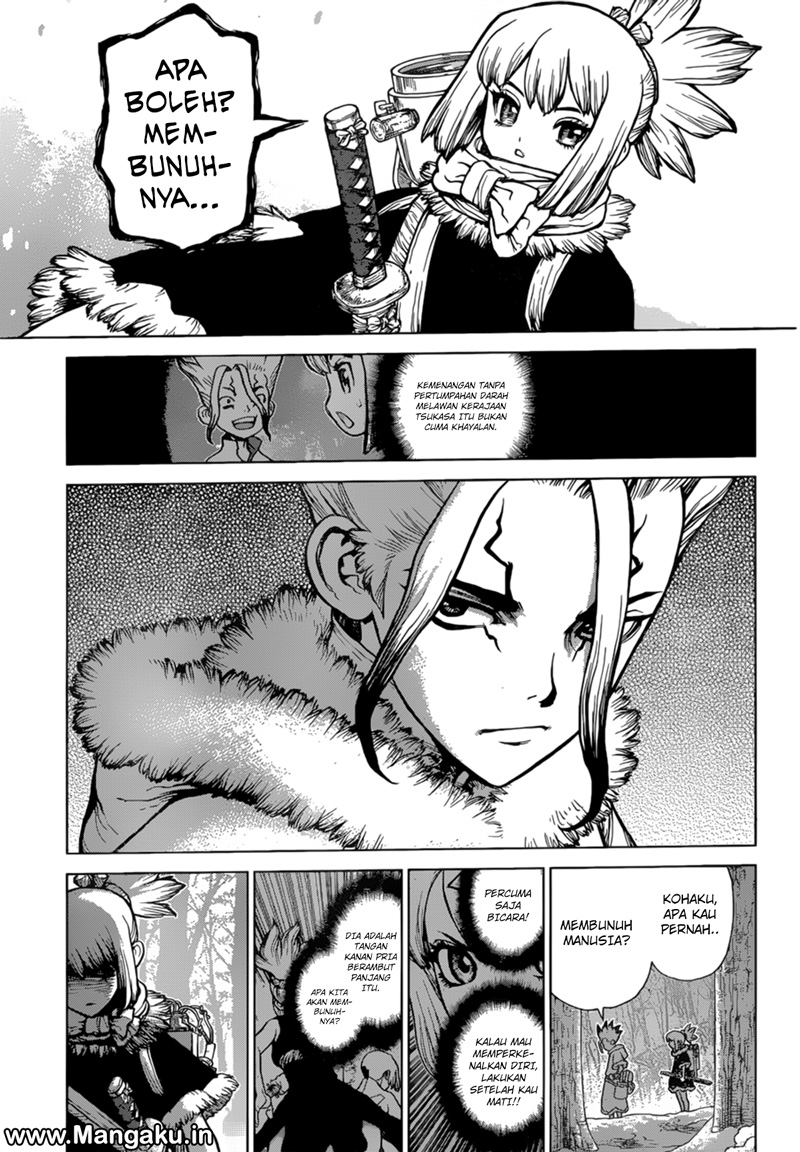 APA
BOLEH?
MEM-
BUNUH-
NYA...
KEMENANGAN TANPA
PERTUMPAHAN DARAH
MELAWAN KERAJAAN
TSUKASA ITU BUKAN
CUMA KHAYALAN.
KOHAKU,
APA KAU
PERNAH..
MEMBUNUH
MANUSIA?
PERCUMA
SAJA
BICARA!
KALAU MAU
MEMPERKE-
NALKAN DIRI,
LAKUKAN
SETELAH KAU
MATI!!
DIA ADALAH
TANGAN
KANAN PRIA
BERAMBUT
PANJANG
ITU.
APA KITA
AKAN MEM-
BUNUH-
NYA?
www.Mangaku.in